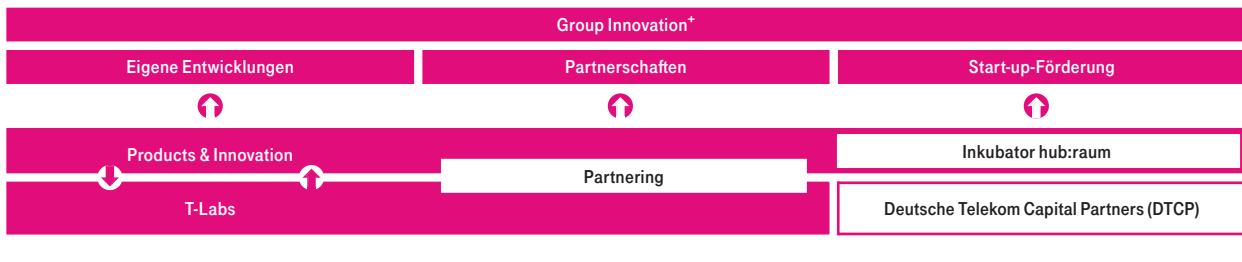 Group Innovation⁺
Eigene Entwicklungen
Partnerschaften
Start-up-Förderung
Products & Innovation
Partnering
Inkubator hub:raum
T-Labs
Deutsche Telekom Capital Partners (DTCP)